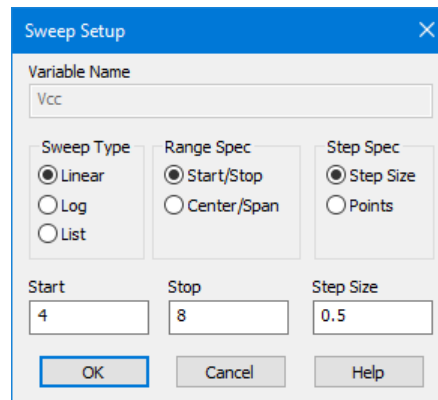 Sweep Setup
Variable Name
Vcc
Sweep Type Range Spec Step Spec
Linear Start/Stop Step Size
Log Center/Span Points
List
Start Stop Step Size
4 8 0.5
OK Cancel Help